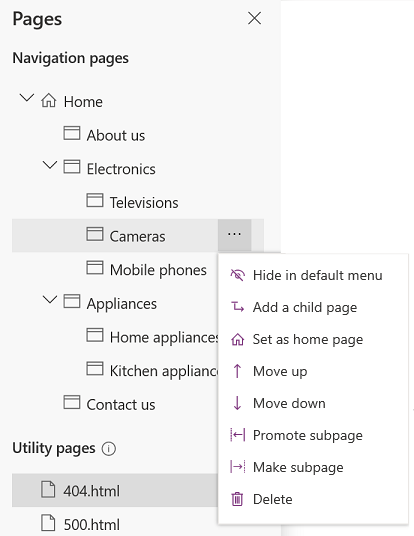 Pages
Navigation pages
Home
About us
Electronics
Televisions
Cameras
Mobile phones
Hide in default menu
Add a child page
Set as home page
Move up
Move down
Promote subpage
Make subpage
Delete
Appliances
Home appliances
Kitchen applianc
Contact us
Utility pages
404.html
500.html